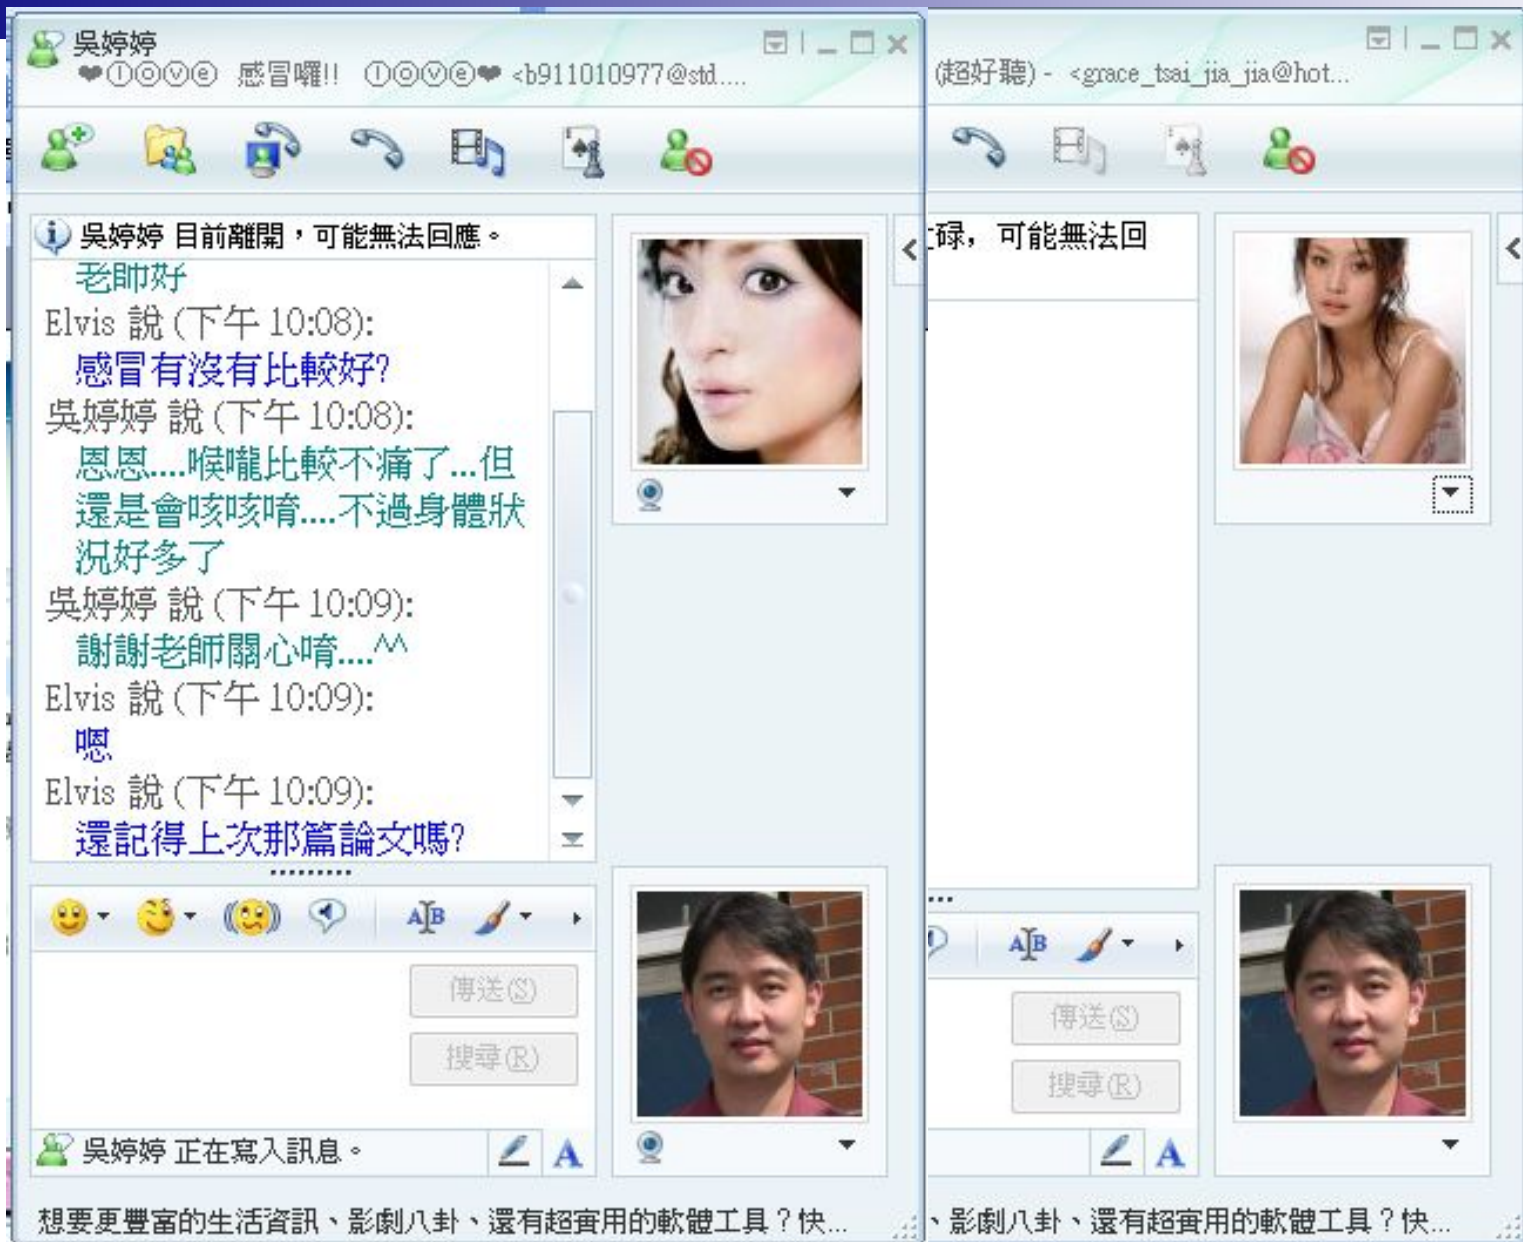 吳婷婷
❤ⓛⓞⓥⓔ 感冒囉!! ⓛⓞⓥⓔ❤ <b911010977@std....
吳婷婷 目前離開，可能無法回應。
老師好
Elvis 說 (下午 10:08):
感冒有沒有比較好?
吳婷婷 說 (下午 10:08):
恩恩....喉嚨比較不痛了...但
還是會咳咳唷....不過身體狀
況好多了
吳婷婷 說 (下午 10:09):
謝謝老師關心唷....^^
Elvis 說 (下午 10:09):
嗯
Elvis 說 (下午 10:09):
還記得上次那篇論文嗎?
傳送(S)
搜尋(R)
吳婷婷 正在寫入訊息。
想要更豐富的生活資訊、影劇八卦、還有超實用的軟體工具？快...
(超好聽) - <grace_tsai_jia_jia@hot...
碌，可能無法回
傳送(S)
搜尋(R)
、影劇八卦、還有超實用的軟體工具？快...